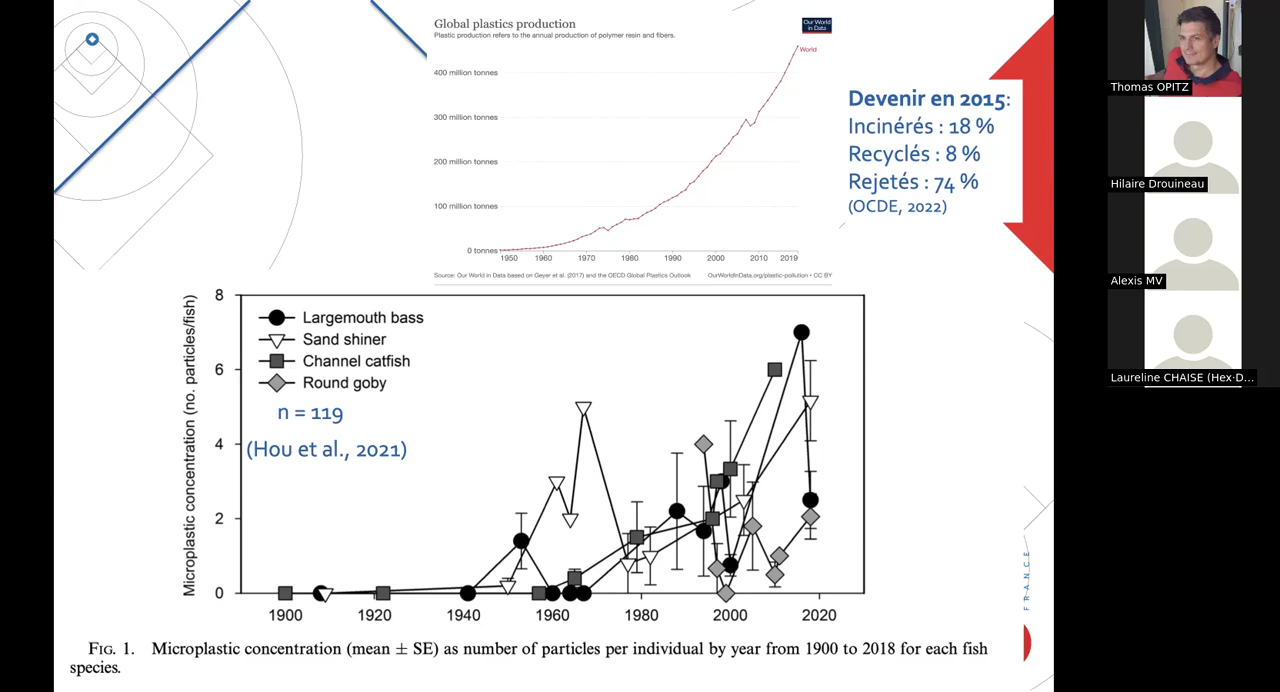 Global plastics production
Plastic production refers to the annual production of polymer resin and fibers.
Our World
in Data
World
400 million tonnes
300 million tonnes
200 million tonnes
100 million tonnes
0 tonnes
1950 1960 1970 1980 1990 2000 2010 2019
Source: Our World in Data based on Geyer et al. (2017) and the OECD Global Plastics Outlook
OurWorldInData.org/plastic-pollution • CC BY
Devenir en 2015:
Incinérés : 18 %
Recyclés : 8 %
Rejetés : 74 %
(OCDE, 2022)
Thomas OPITZ
Hilaire Drouineau
Alexis MV
Laureline CHAISE (Hex·D...
Microplastic concentration (no. particles/fish)
8
6
4
2
0
Largemouth bass
Sand shiner
Channel catfish
Round goby
n = 119
(Hou et al., 2021)
1900 1920 1940 1960 1980 2000 2020
FRANCE
FIG. 1. Microplastic concentration (mean ± SE) as number of particles per individual by year from 1900 to 2018 for each fish
species.